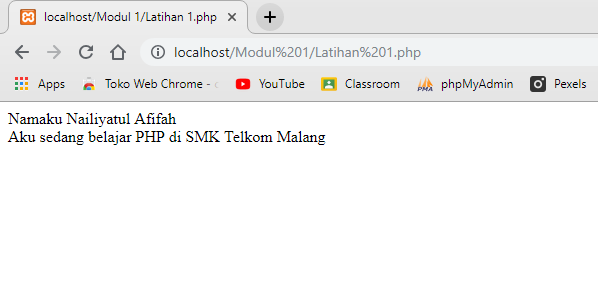 localhost/Modul 1/Latihan 1.php
localhost/Modul%201/Latihan%201.php
Apps Toko Web Chrome - YouTube Classroom phpMyAdmin Pexels
Namaku Nailiyatul Afifah
Aku sedang belajar PHP di SMK Telkom Malang